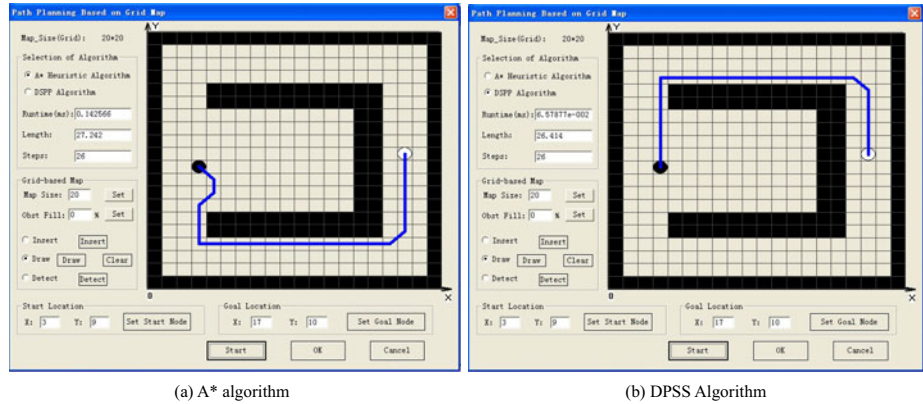 Path Planning Based on Grid Map
Map_Size(Grid): 20*20
Selection of Algorithm
A* Heuristic Algorithm
DSPP Algorithm
Runtime(ms): 0.142566
Length: 27.242
Steps: 26
Grid-based Map
Map Size: 20 Set
Obst Fill: 0 % Set
Insert Insert
Draw Draw Clear
Detect Detect
Y
0
X
Start Location
X: 3 Y: 9 Set Start Node
Goal Location
X: 17 Y: 10 Set Goal Node
Start OK Cancel
(a) A* algorithm
Path Planning Based on Grid Map
Map_Size(Grid): 20*20
Selection of Algorithm
A* Heuristic Algorithm
DSPP Algorithm
Runtime(ms): 6.57877e-002
Length: 26.414
Steps: 26
Grid-based Map
Map Size: 20 Set
Obst Fill: 0 % Set
Insert Insert
Draw Draw Clear
Detect Detect
Y
0
X
Start Location
X: 3 Y: 9 Set Start Node
Goal Location
X: 17 Y: 10 Set Goal Node
Start OK Cancel
(b) DPSS Algorithm